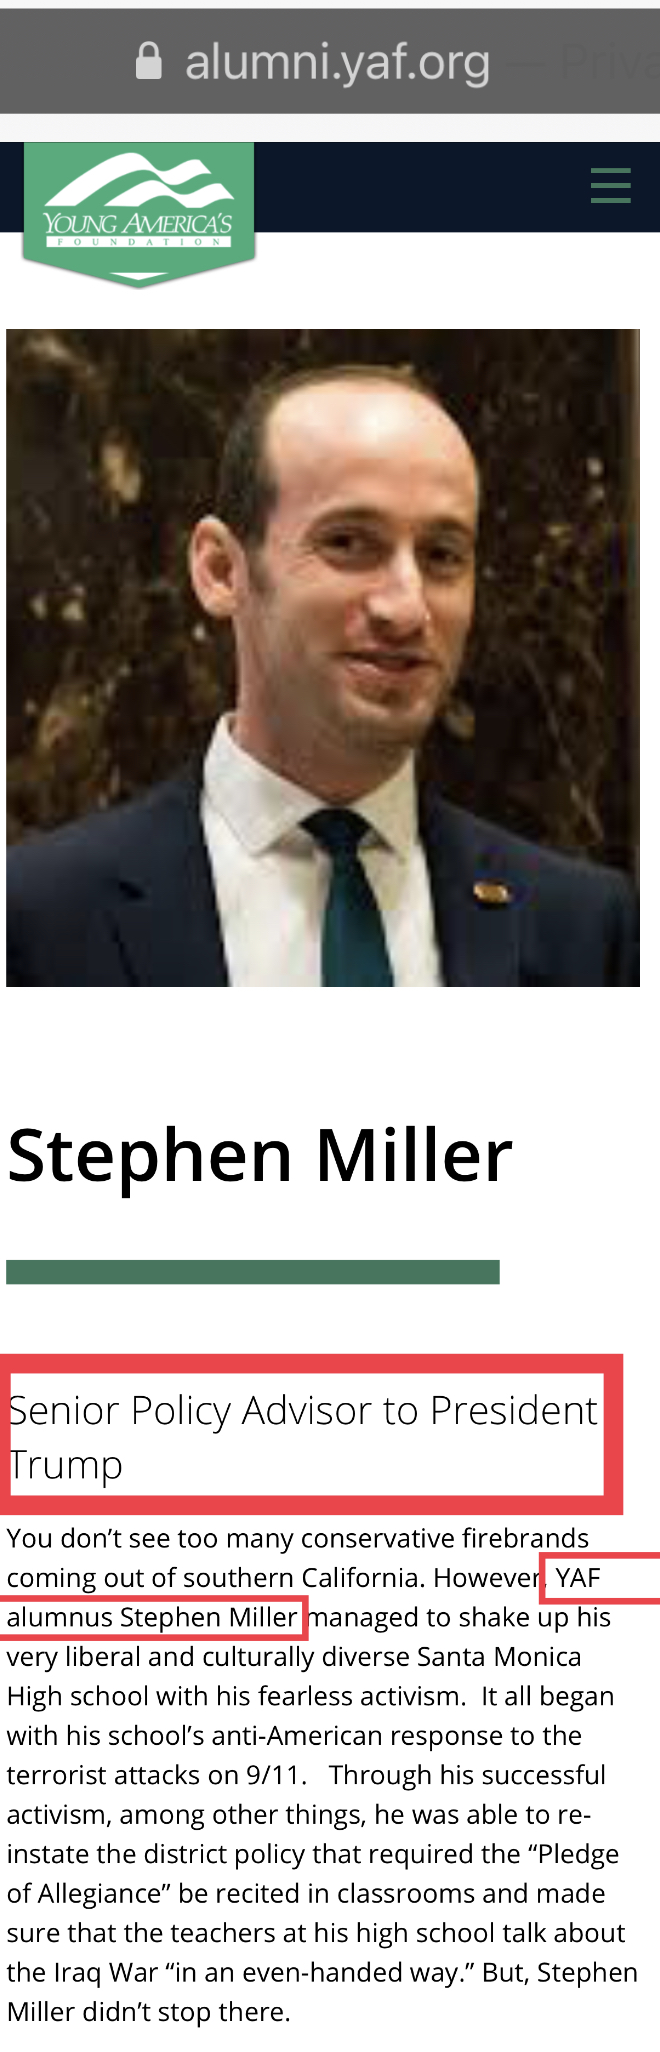 alumni.yaf.org — Priva
YOUNG AMERICA'S
FOUNDATION
Stephen Miller
Senior Policy Advisor to President
Trump
You don’t see too many conservative firebrands
coming out of southern California. However, YAF
alumnus Stephen Miller managed to shake up his
very liberal and culturally diverse Santa Monica
High school with his fearless activism.  It all began
with his school’s anti-American response to the
terrorist attacks on 9/11.   Through his successful
activism, among other things, he was able to re-
instate the district policy that required the “Pledge
of Allegiance” be recited in classrooms and made
sure that the teachers at his high school talk about
the Iraq War “in an even-handed way.” But, Stephen
Miller didn’t stop there.